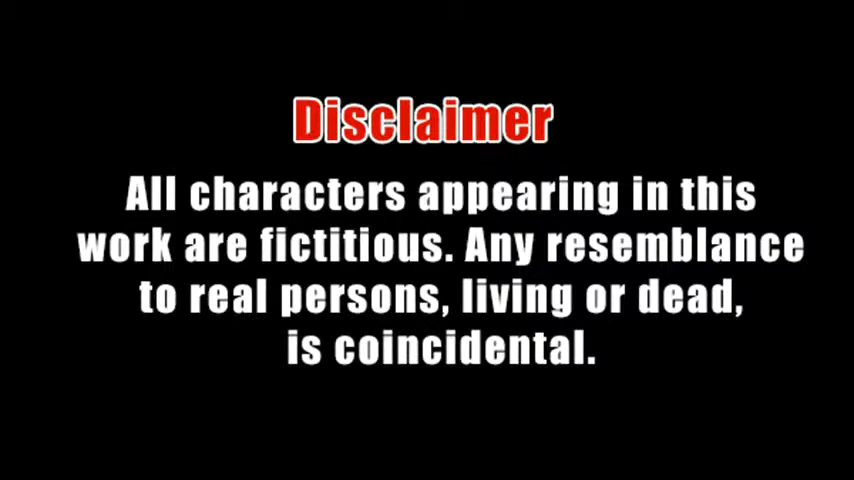 Disclaimer
All characters appearing in this
work are fictitious. Any resemblance
to real persons, living or dead,
is coincidental.